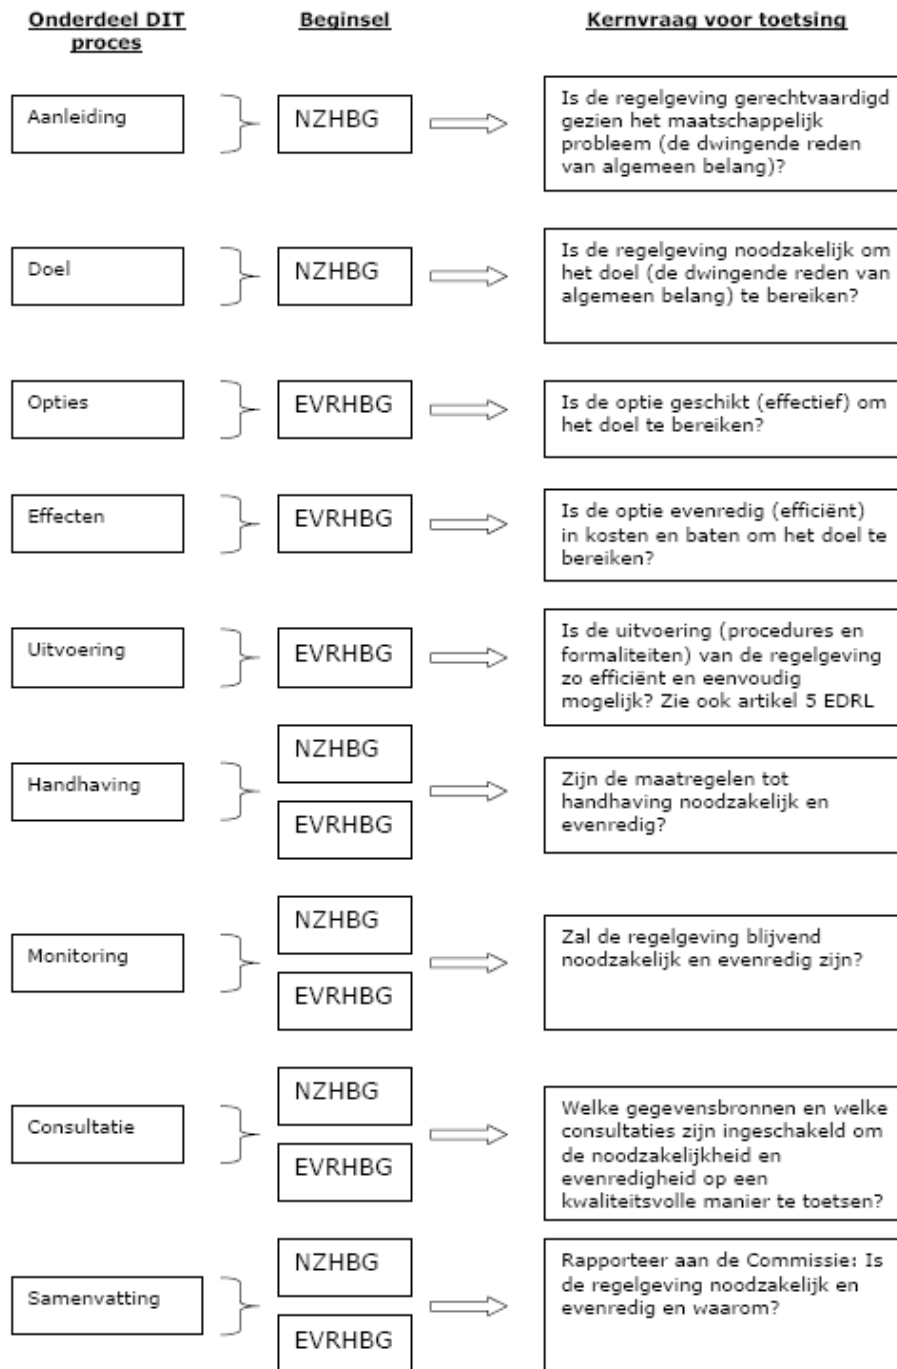 Onderdeel DIT
proces
Beginsel
Kernvraag voor toetsing
Aanleiding
NZHBG
Is de regelgeving gerechtvaardigd
gezien het maatschappelijk
probleem (de dwingende reden
van algemeen belang)?
Doel
NZHBG
Is de regelgeving noodzakelijk om
het doel (de dwingende reden van
algemeen belang) te bereiken?
Opties
EVRHBG
Is de optie geschikt (effectief) om
het doel te bereiken?
Effecten
EVRHBG
Is de optie evenredig (efficiënt)
in kosten en baten om het doel te
bereiken?
Uitvoering
EVRHBG
Is de uitvoering (procedures en
formaliteiten) van de regelgeving
zo efficiënt en eenvoudig
mogelijk? Zie ook artikel 5 EDRL
Handhaving
NZHBG
EVRHBG
Zijn de maatregelen tot
handhaving noodzakelijk en
evenredig?
Monitoring
NZHBG
EVRHBG
Zal de regelgeving blijvend
noodzakelijk en evenredig zijn?
Consultatie
NZHBG
EVRHBG
Welke gegevensbronnen en welke
consultaties zijn ingeschakeld om
de noodzakelijkheid en
evenredigheid op een
kwaliteitsvolle manier te toetsen?
Samenvatting
NZHBG
EVRHBG
Rapporteer aan de Commissie: Is
de regelgeving noodzakelijk en
evenredig en waarom?